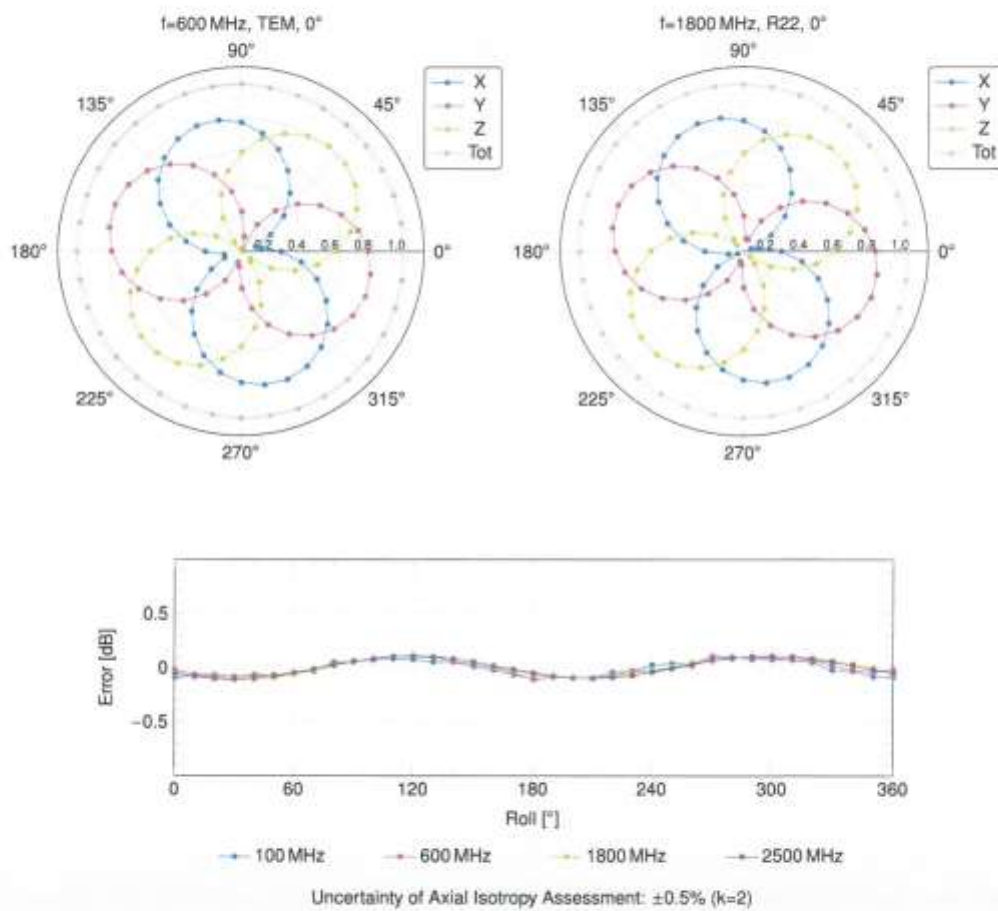 f=600 MHz, TEM, 0°
90°
135°
45°
X
Y
Z
Tot
180°
0.2 0.4 0.6 0.8 1.0
0°
225°
315°
270°
f=1800 MHz, R22, 0°
90°
135°
45°
X
Y
Z
Tot
180°
0.2 0.4 0.6 0.8 1.0
0°
225°
315°
270°
Error [dB]
0.5
0
−0.5
0 60 120 180 240 300 360
Roll [°]
100 MHz 600 MHz 1800 MHz 2500 MHz
Uncertainty of Axial Isotropy Assessment: ±0.5% (k=2)